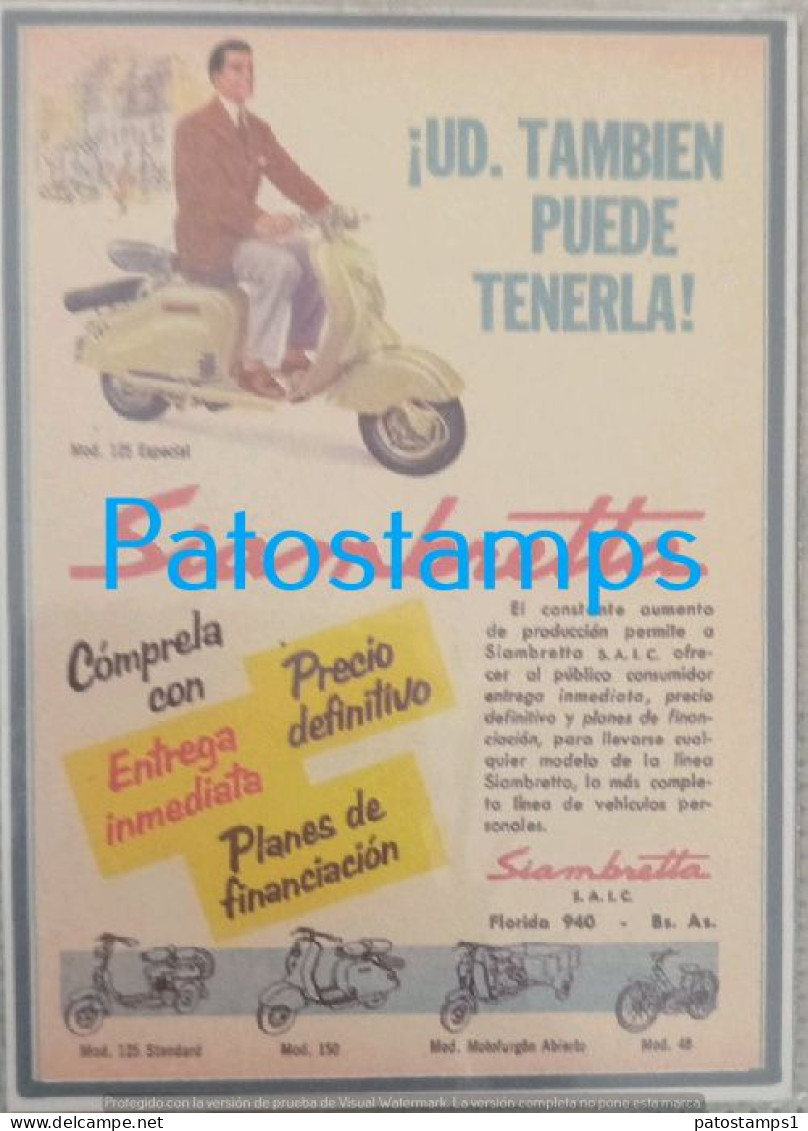 ¡UD. TAMBIEN
PUEDE
TENERLA!
Mod. 125 Especial
Siambretta
Patostamps
Cómprela
con
Precio
definitivo
Entrega
inmediata
Planes de
financiación
El constante aumento
de producción permite a
Siambretta S.A.I.C. ofre-
cer al público consumidor
entrega inmediata, precio
definitivo y planes de finan-
ciación, para llevarse cual-
quier modelo de la línea
Siambretta, la más comple-
ta línea de vehículos per-
sonales.
Siambretta
S.A.I.C.
Florida 940 - Bs. As.
Mod. 125 Standard
Mod. 150
Mod. Motofurgón Abierto
Mod. 48
Protegido con la versión de prueba de Visual Watermark. La versión completa no pone esta marca.
patostamps1